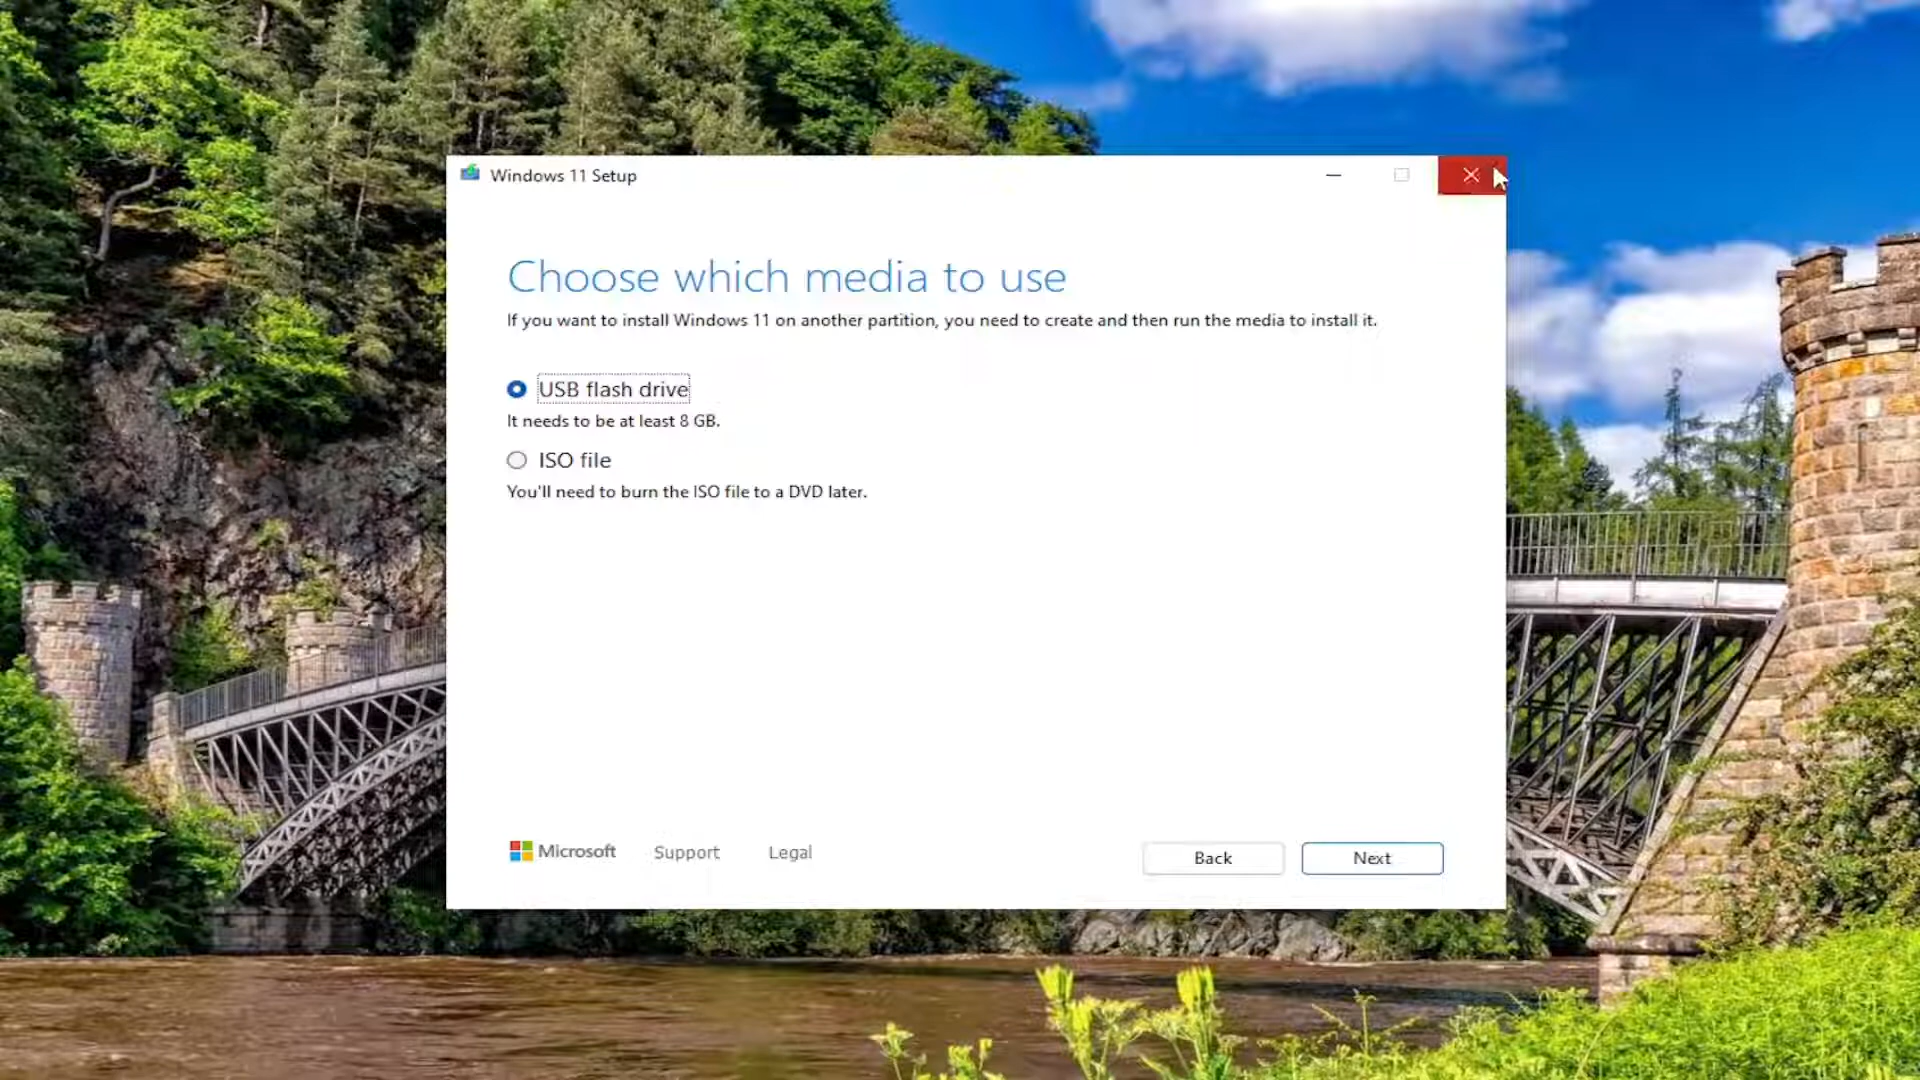 Windows 11 Setup
Choose which media to use
If you want to install Windows 11 on another partition, you need to create and then run the media to install it.
USB flash drive
It needs to be at least 8 GB.
ISO file
You'll need to burn the ISO file to a DVD later.
Microsoft Support Legal Back Next